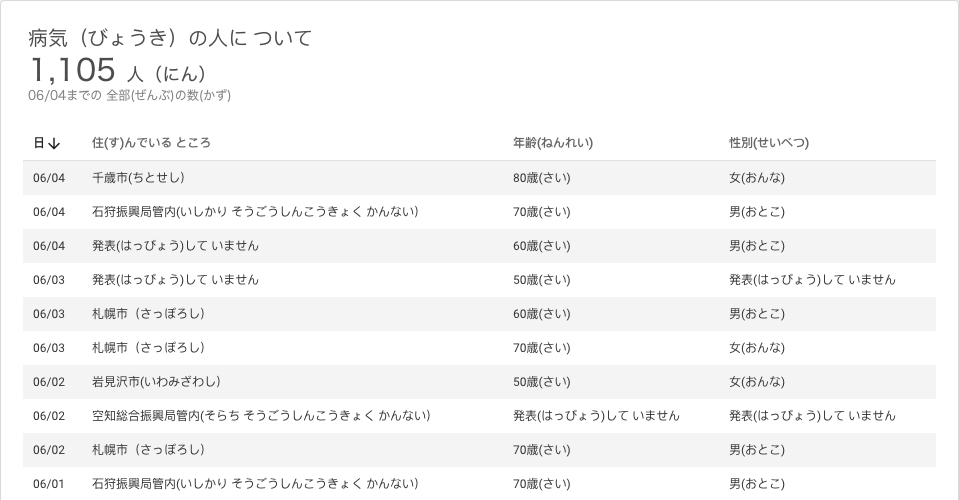 病気（びょうき）の人に ついて
1,105 人（にん）
06/04までの 全部(ぜんぶ)の数(かず)
日↓ 住(す)んでいる ところ 年齢(ねんれい) 性別(せいべつ)
06/04 千歳市(ちとせし） 80歳(さい) 女(おんな)
06/04 石狩振興局管内(いしかり そうごうしんこうきょく かんない） 70歳(さい) 男(おとこ)
06/04 発表(はっぴょう)して いません 60歳(さい) 男(おとこ)
06/03 発表(はっぴょう)して いません 50歳(さい) 発表(はっぴょう)して いません
06/03 札幌市（さっぽろし） 60歳(さい) 男(おとこ)
06/03 札幌市（さっぽろし） 70歳(さい) 女(おんな)
06/02 岩見沢市(いわみざわし） 50歳(さい) 女(おんな)
06/02 空知総合振興局管内(そらち そうごうしんこうきょく かんない） 発表(はっぴょう)して いません 発表(はっぴょう)して いません
06/02 札幌市（さっぽろし） 70歳(さい) 男(おとこ)
06/01 石狩振興局管内(いしかり そうごうしんこうきょく かんない） 70歳(さい) 男(おとこ)